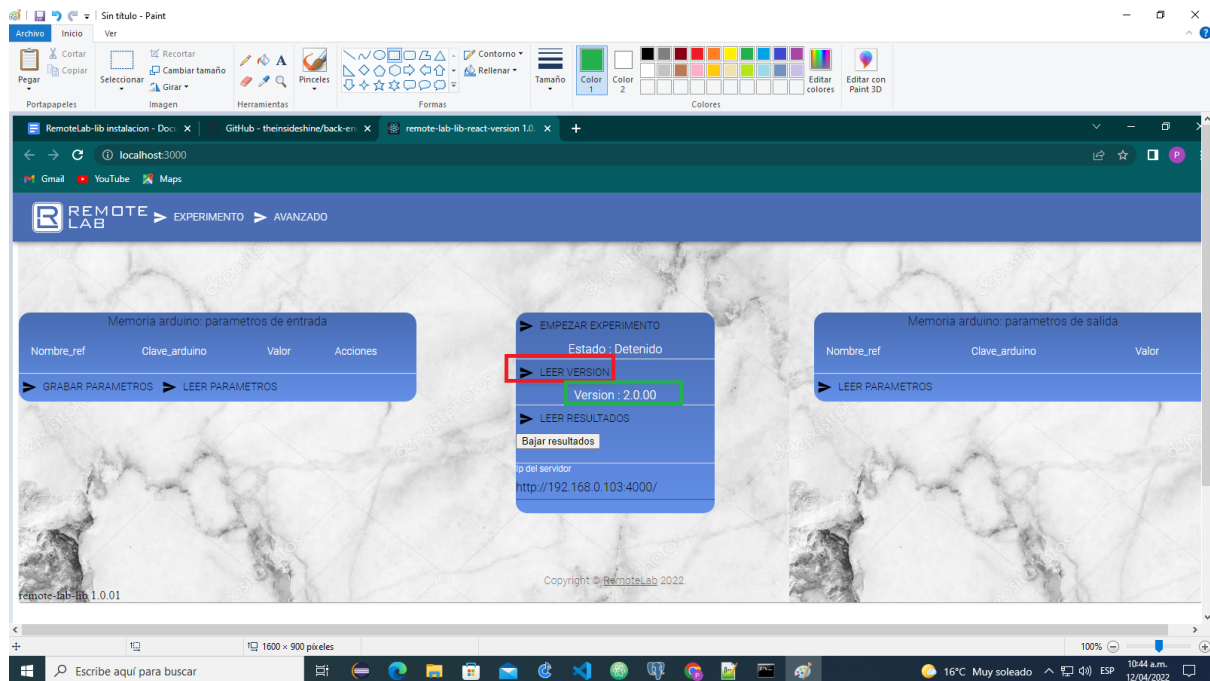 Sin título - Paint
Archivo Inicio Ver
Pegar
Cortar
Copiar
Portapapeles
Seleccionar
Recortar
Cambiar tamaño
Girar
Imagen
A
Herramientas
Pinceles
Contorno
Rellenar
Formas
Tamaño
Color 1
Color 2
Editar colores
Colores
Editar con Paint 3D
RemoteLab-lib instalacion - Doc GitHub - theinsideshine/back-en remote-lab-lib-react-version 1.0.
localhost:3000
P
Gmail YouTube Maps
REMOTE LAB EXPERIMENTO AVANZADO
Memoria arduino: parametros de entrada
Nombre_ref Clave_arduino Valor Acciones
GRABAR PARAMETROS LEER PARAMETROS
EMPEZAR EXPERIMENTO
Estado : Detenido
LEER VERSION
Version : 2.0.00
LEER RESULTADOS
Bajar resultados
Ip del servidor
http://192.168.0.103:4000/
Memoria arduino: parametros de salida
Nombre_ref Clave_arduino Valor
LEER PARAMETROS
Copyright © RemoteLab 2022.
remote-lab-lib 1.0.01
1600 × 900 píxeles 100%
Escribe aquí para buscar
16°C Muy soleado ESP
10:44 a.m.
12/04/2022